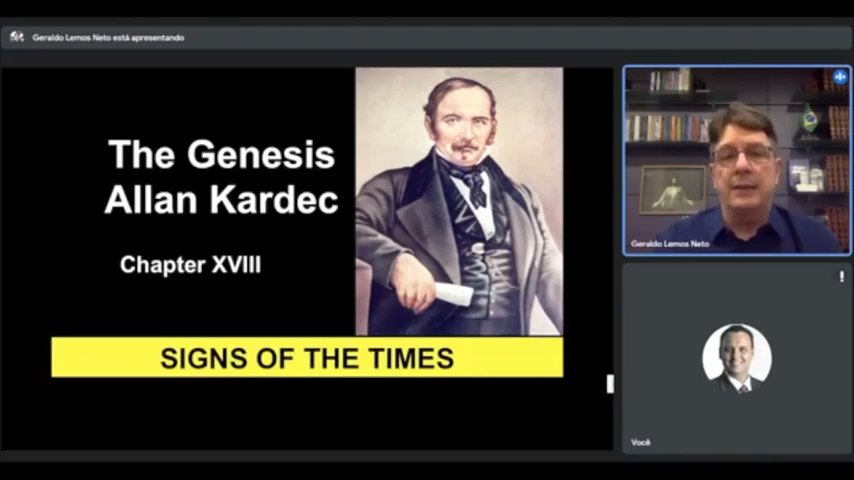 Geraldo Lemos Neto está apresentando
The Genesis
Allan Kardec
Chapter XVIII
SIGNS OF THE TIMES
Geraldo Lemos Neto
Você